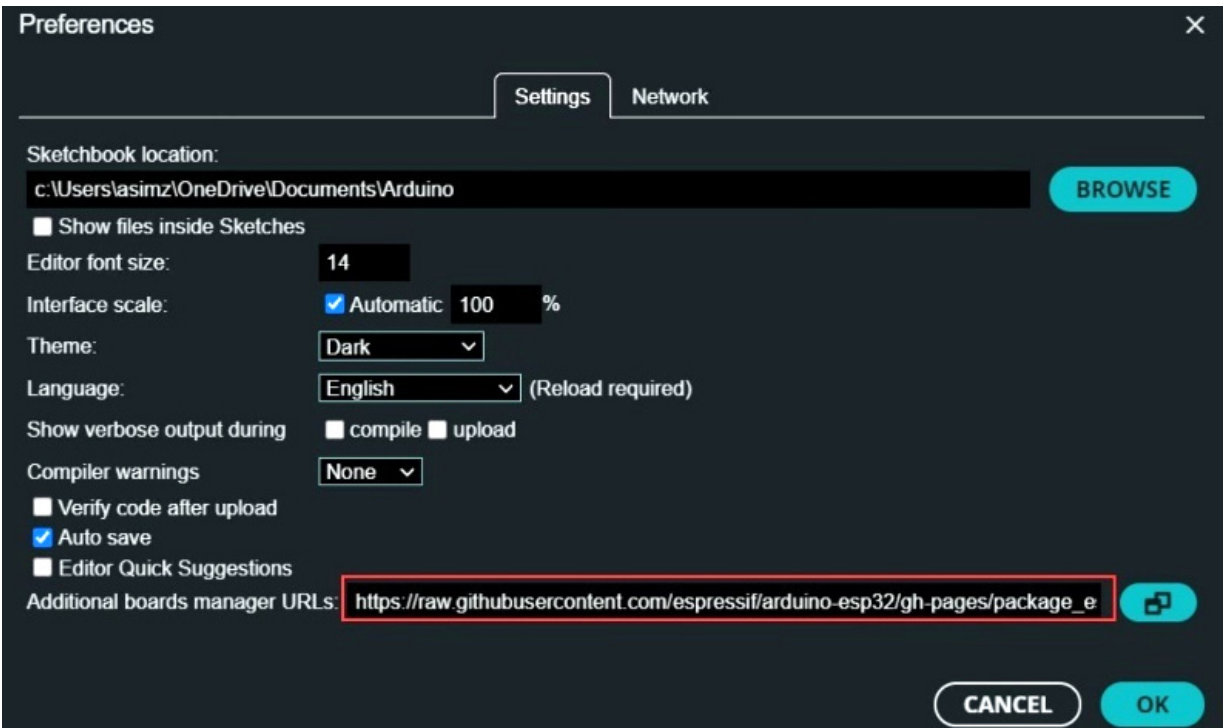 Preferences
Settings Network
Sketchbook location:
c:\Users\asimz\OneDrive\Documents\Arduino BROWSE
Show files inside Sketches
Editor font size: 14
Interface scale: Automatic 100 %
Theme: Dark
Language: English (Reload required)
Show verbose output during compile upload
Compiler warnings None
Verify code after upload
Auto save
Editor Quick Suggestions
Additional boards manager URLs: https://raw.githubusercontent.com/espressif/arduino-esp32/gh-pages/package_e
CANCEL OK